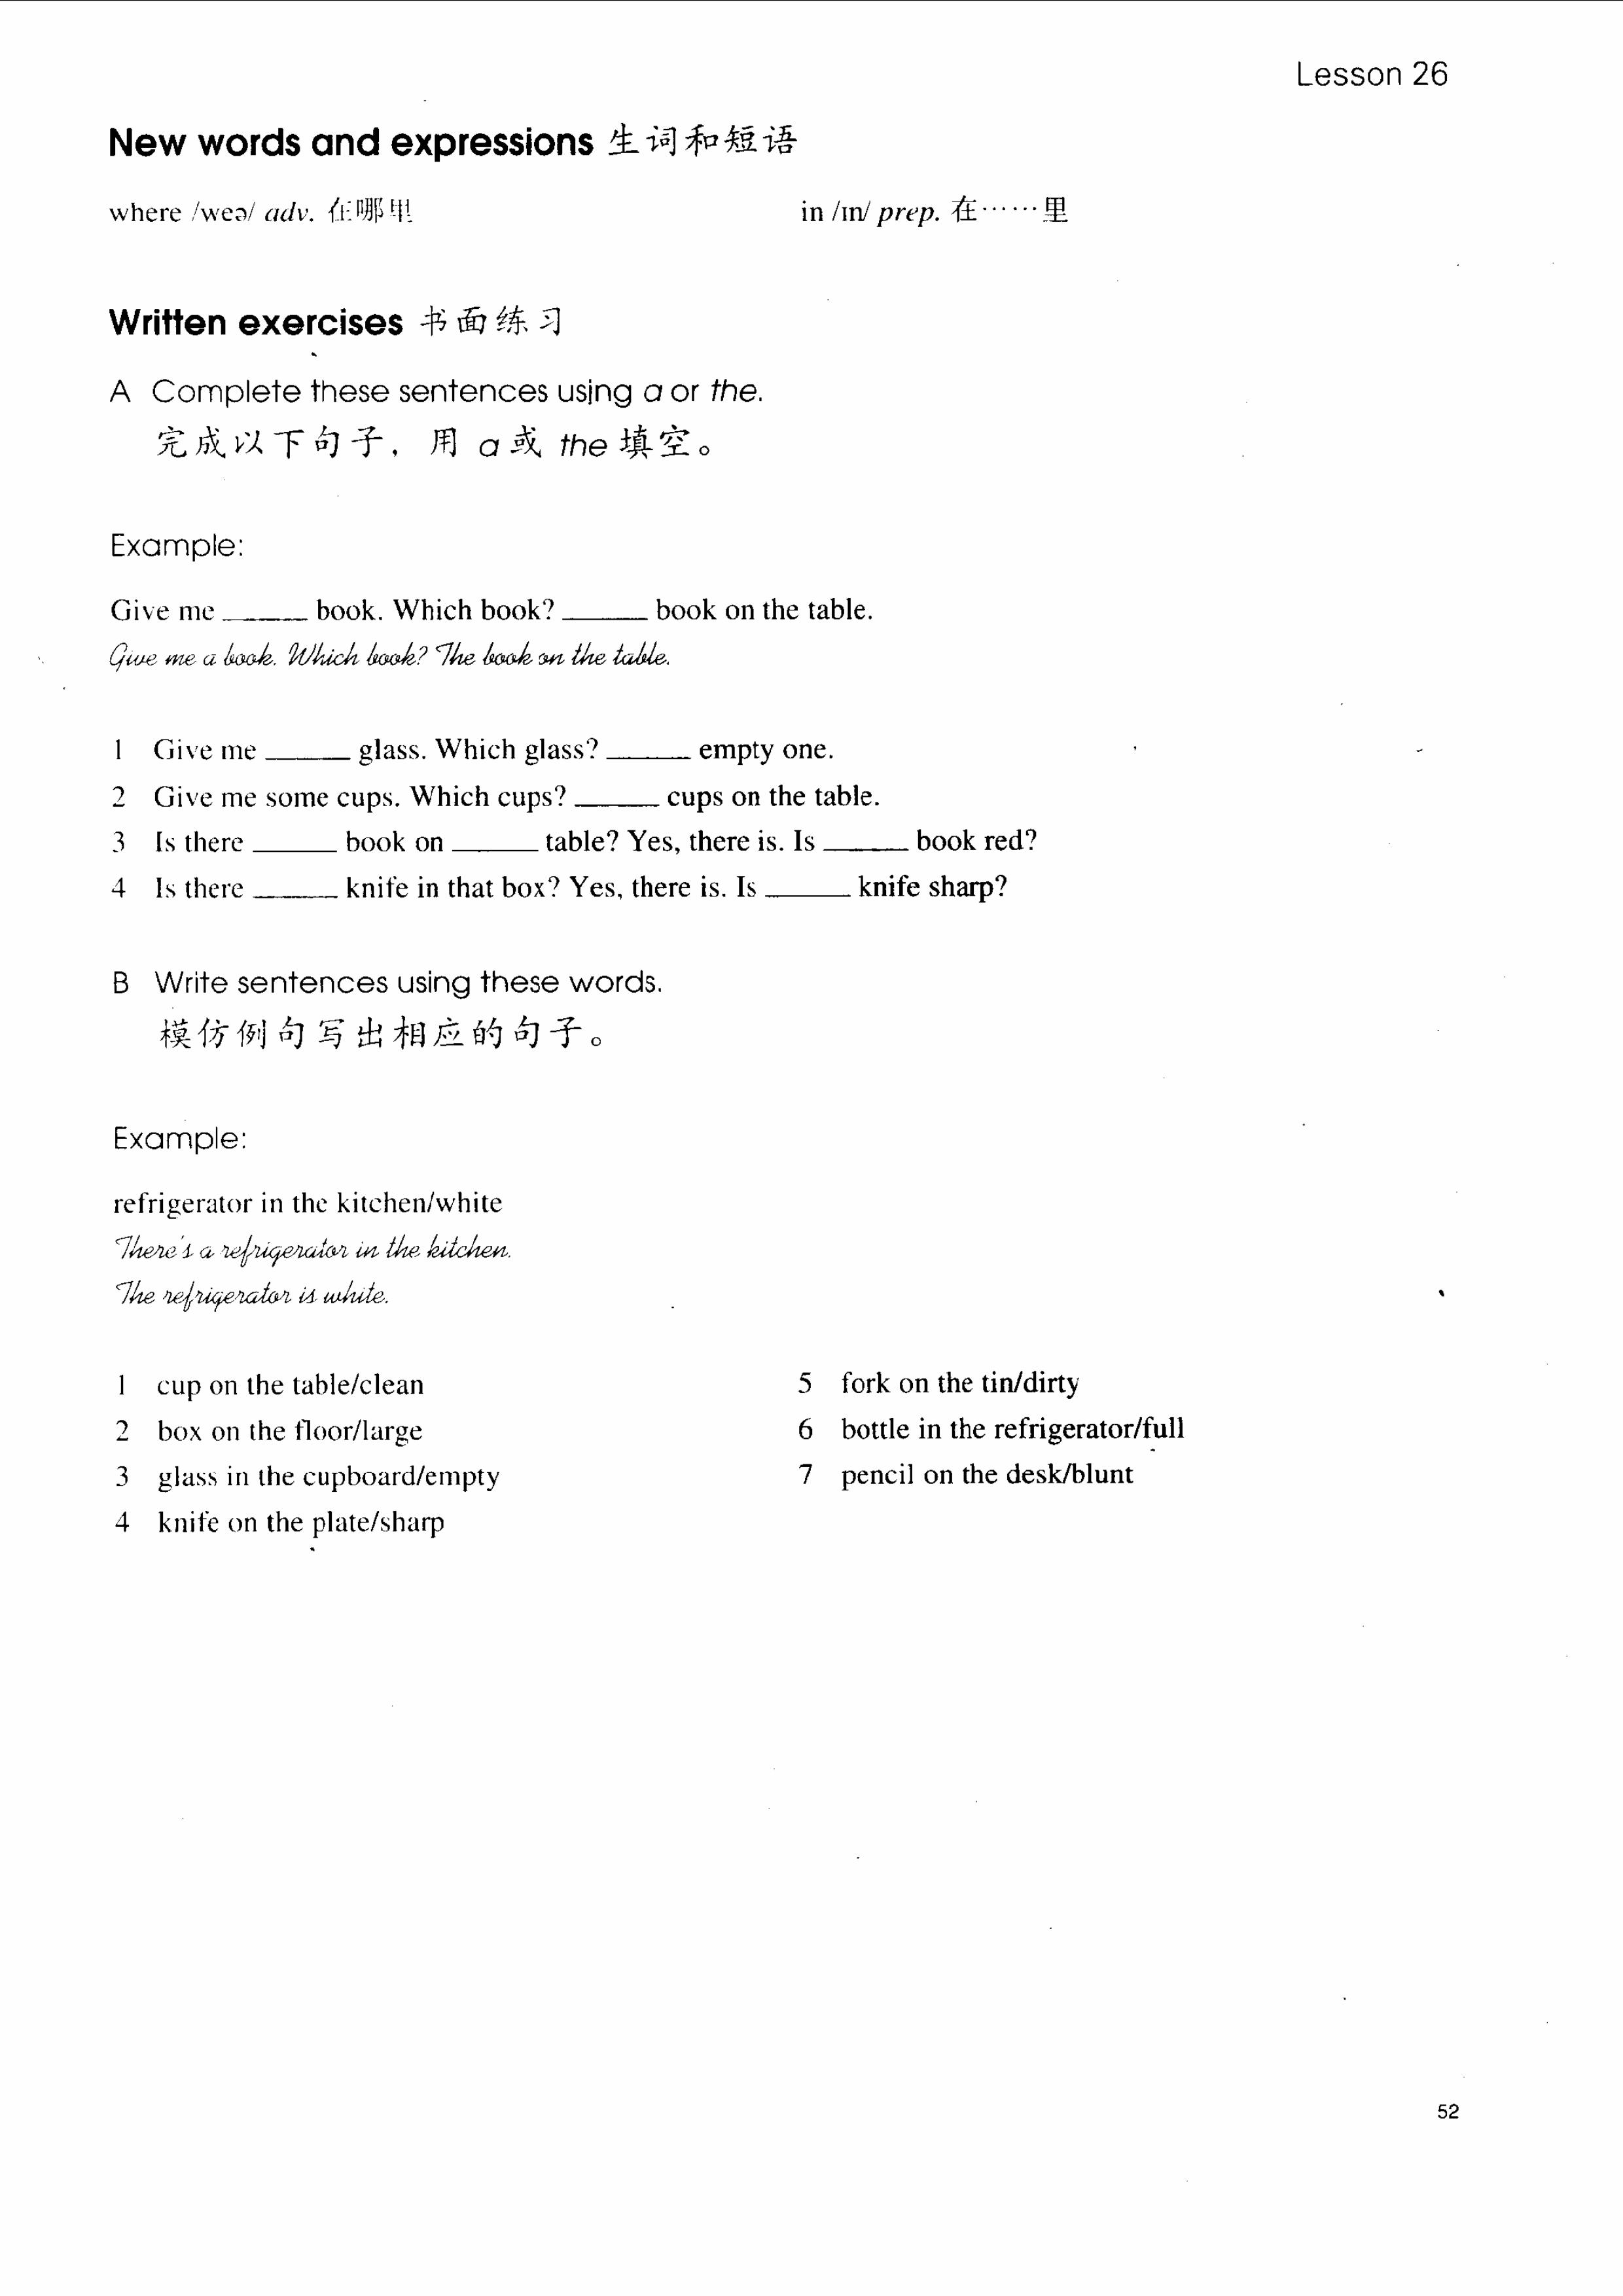 Lesson 26
New words and expressions 生词和短语
where /weə/ adv. 在哪里
in /ɪn/ prep. 在……里
Written exercises 书面练习
A Complete these sentences using a or the.
完成以下句子，用 a 或 the 填空。
Example:
Give me ______ book. Which book? ______ book on the table.
Give me a book. Which book? The book on the table.
1 Give me ______ glass. Which glass? ______ empty one.
2 Give me some cups. Which cups? ______ cups on the table.
3 Is there ______ book on ______ table? Yes, there is. Is ______ book red?
4 Is there ______ knife in that box? Yes, there is. Is ______ knife sharp?
B Write sentences using these words.
模仿例句写出相应的句子。
Example:
refrigerator in the kitchen/white
There's a refrigerator in the kitchen.
The refrigerator is white.
1 cup on the table/clean
2 box on the floor/large
3 glass in the cupboard/empty
4 knife on the plate/sharp
5 fork on the tin/dirty
6 bottle in the refrigerator/full
7 pencil on the desk/blunt
52